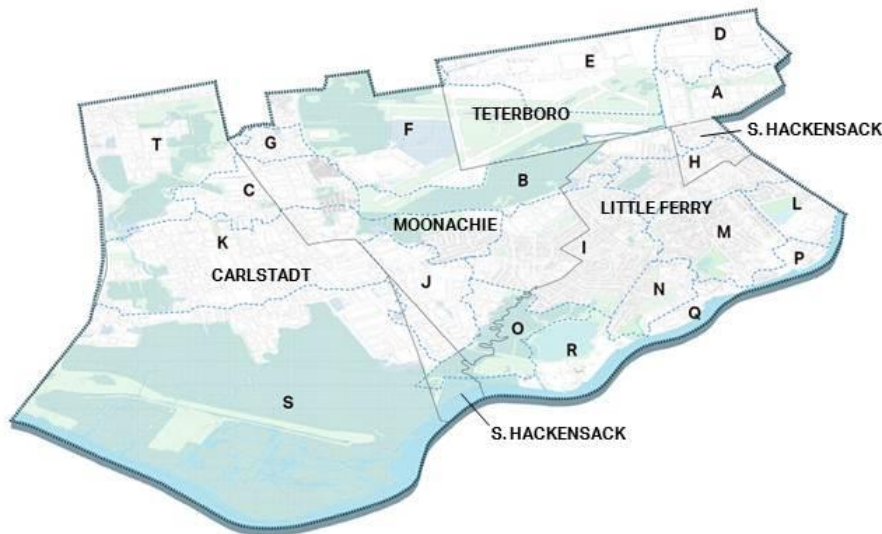 D
E
A
TETERBORO
F
S. HACKENSACK
T
G
H
B
C
L
LITTLE FERRY
MOONACHIE
M
K
I
P
CARLSTADT
J
N
Q
O
R
S
S. HACKENSACK